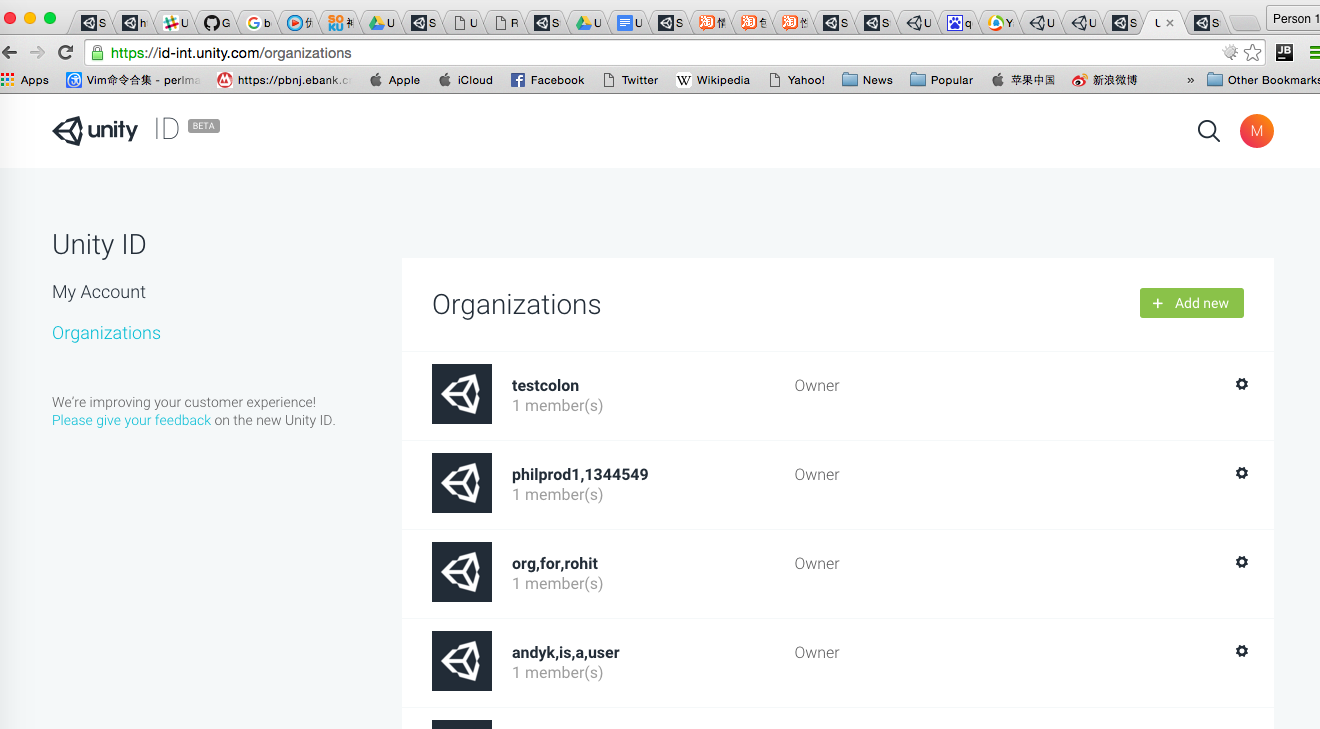 S
h
U
G
b
SO
KU
U
S
U
R
S
U
U
S
淘
淘
淘
S
S
U
q
Y
U
U
S
U
S
Person 1
https://id-int.unity.com/organizations
JB
Apps
Vim命令合集 -
https://pbnj.ebank.c
Apple
iCloud
Facebook
Twitter
W Wikipedia
Yahoo!
News
Popular
苹果中国
新浪微博
»
Other Bookmarks
unity ID BETA
M
Unity ID
My Account
Organizations
We're improving your customer experience!
Please give your feedback on the new Unity ID.
Organizations
+ Add new
testcolon
Owner
1 member(s)
philprod1,1344549
Owner
1 member(s)
org,for,rohit
Owner
1 member(s)
andyk,is,a,user
Owner
1 member(s)